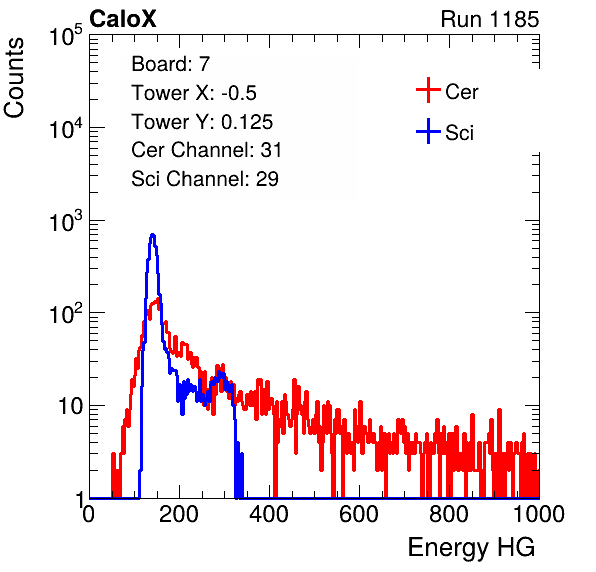 CaloX Run 1185
Counts
10^5
10^4
10^3
10^2
10
1
Board: 7
Tower X: -0.5
Tower Y: 0.125
Cer Channel: 31
Sci Channel: 29
Cer
Sci
0 200 400 600 800 1000
Energy HG